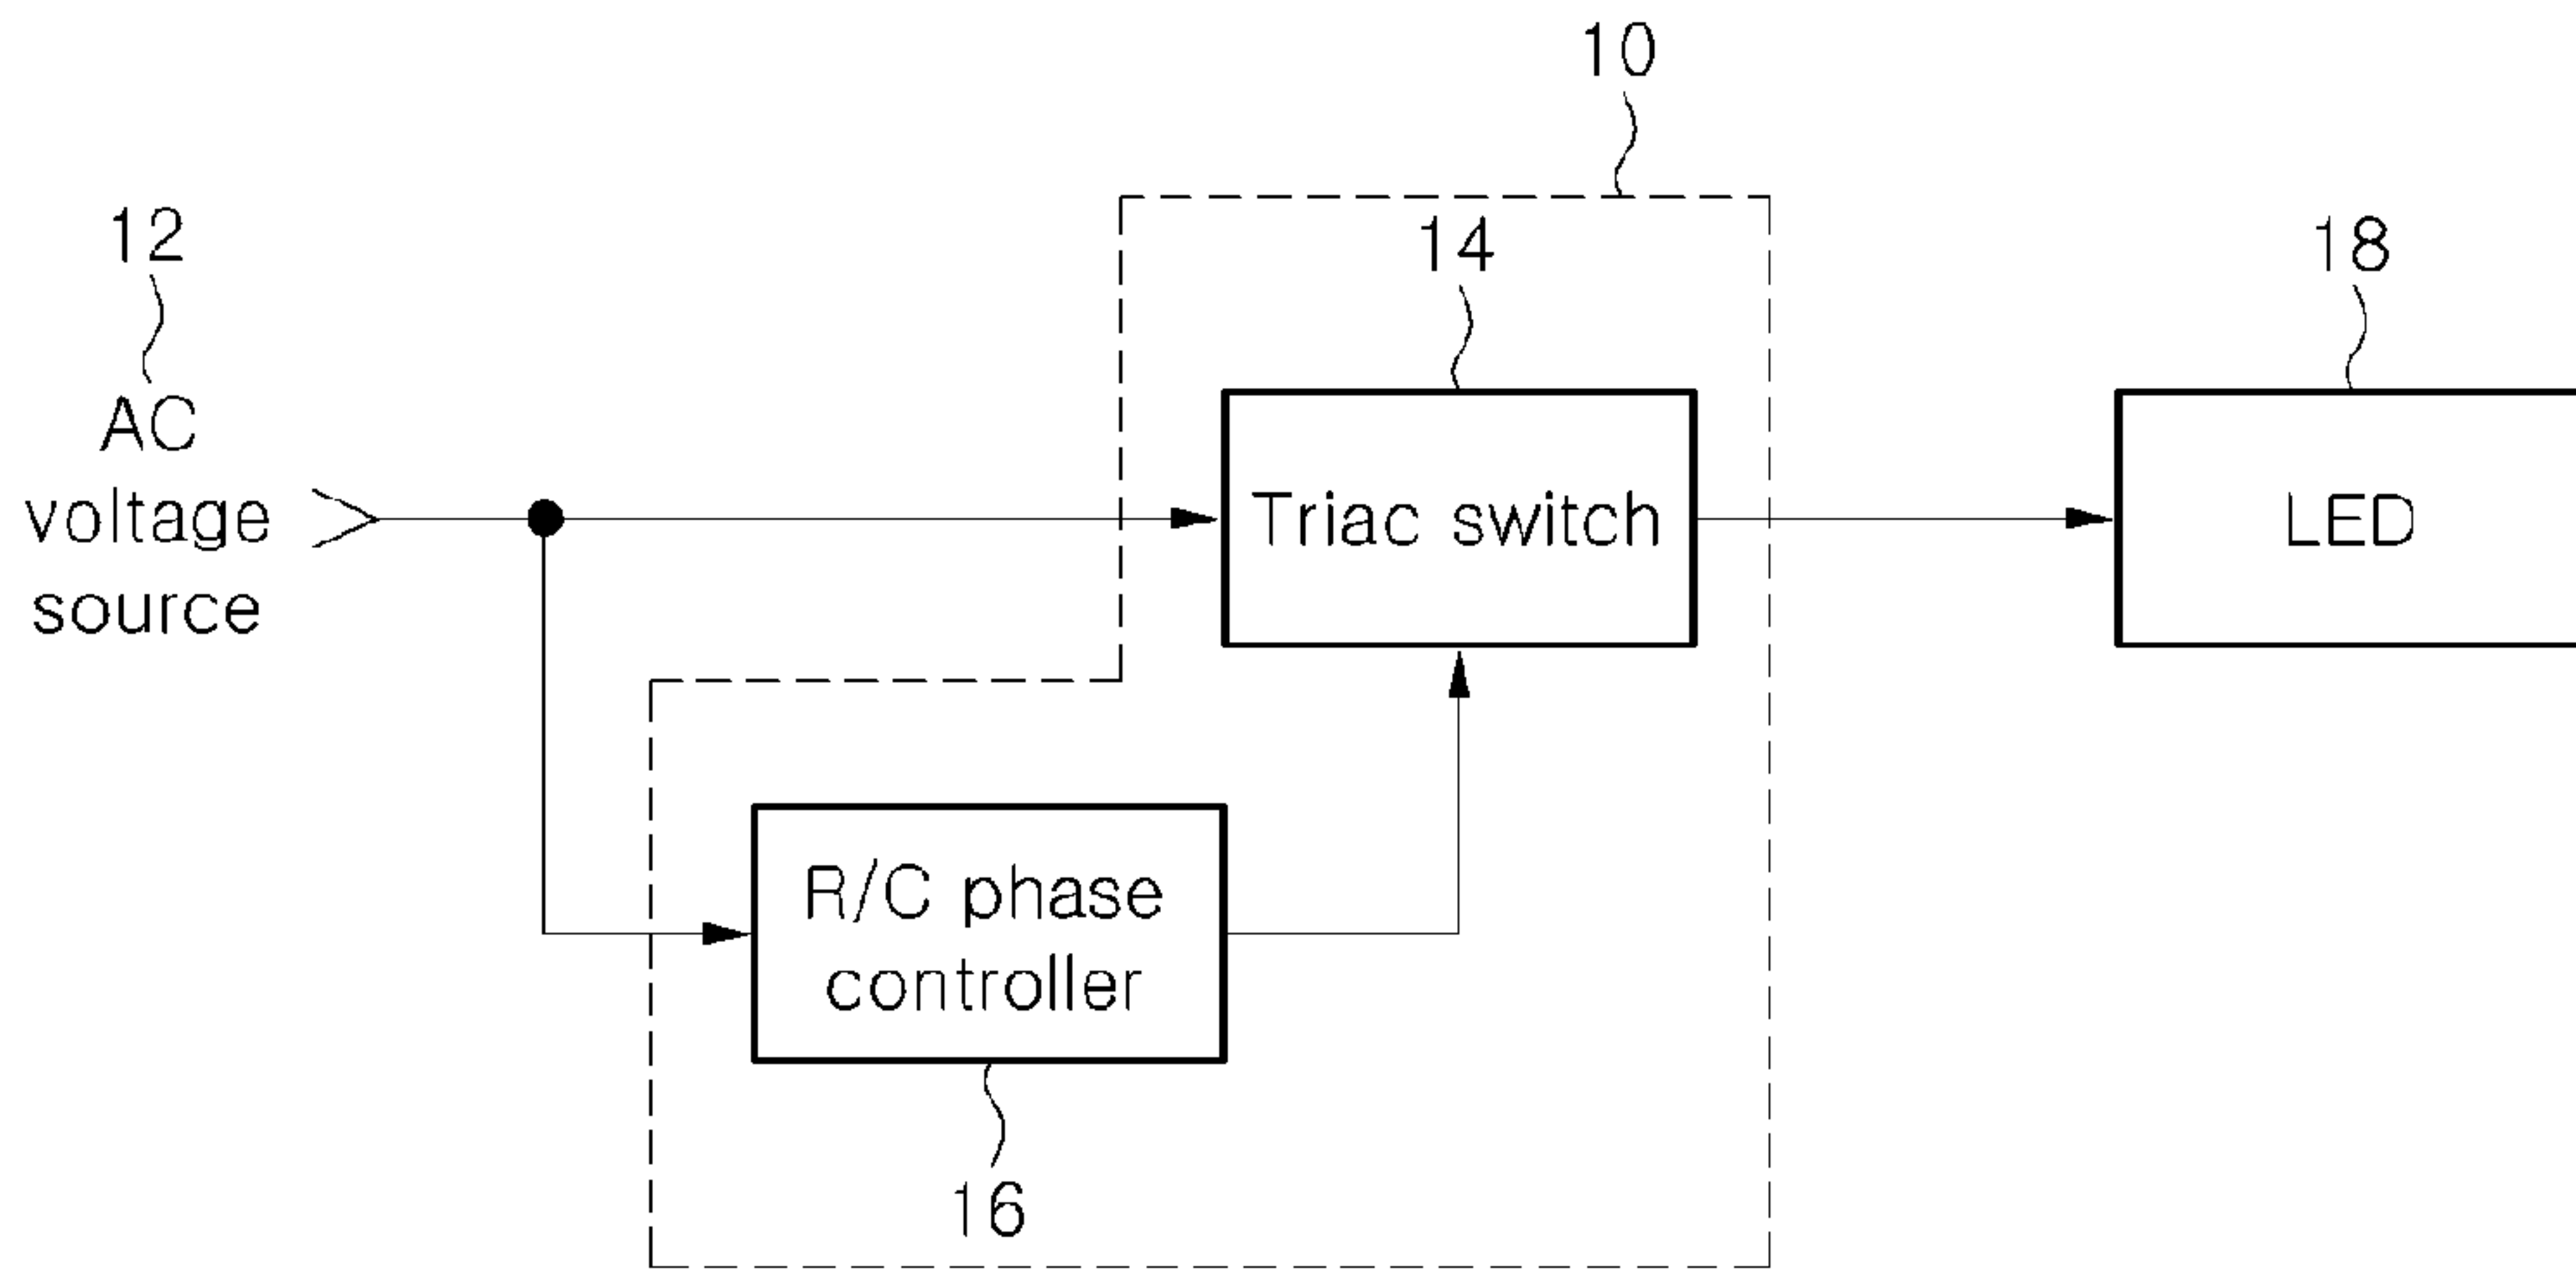 10
12
14
18
AC
voltage
source
Triac switch
LED
R/C phase
controller
16